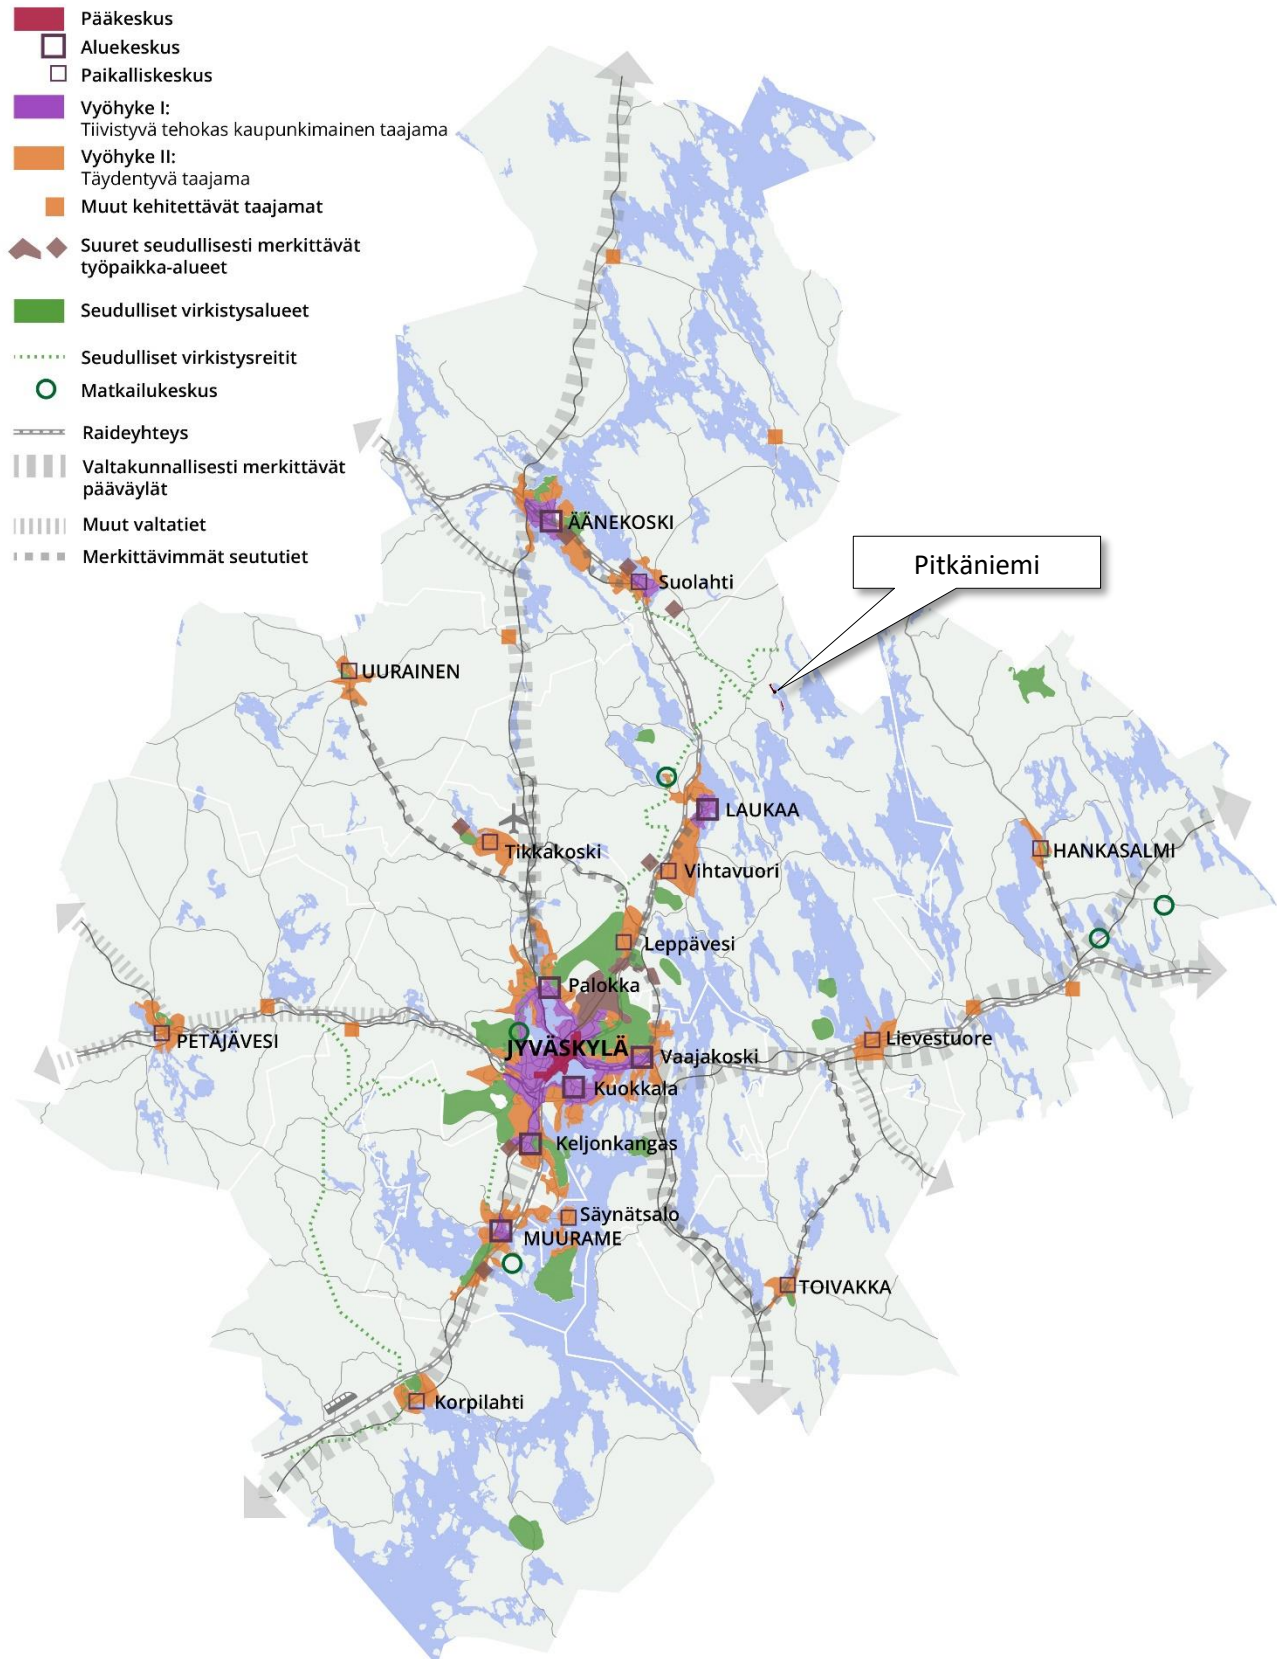 Pääkeskus
Aluekeskus
Paikalliskeskus
Vyöhyke I:
Tiivistyvä tehokas kaupunkimainen taajama
Vyöhyke II:
Täydentyvä taajama
Muut kehitettävät taajamat
Suuret seudullisesti merkittävät
työpaikka-alueet
Seudulliset virkistysalueet
Seudulliset virkistysreitit
Matkailukeskus
Raideyhteys
Valtakunnallisesti merkittävät
pääväylät
Muut valtatiet
Merkittävimmät seututiet
ÄÄNEKOSKI
Pitkäniemi
Suolahti
UURAINEN
LAUKAA
Tikkakoski
HANKASALMI
Vihtavuori
Leppävesi
Palokka
PETÄJÄVESI
Lievestuore
JYVÄSKYLÄ
Vaajakoski
Kuokkala
Keljonkangas
Säynätsalo
MUURAME
TOIVAKKA
Korpilahti